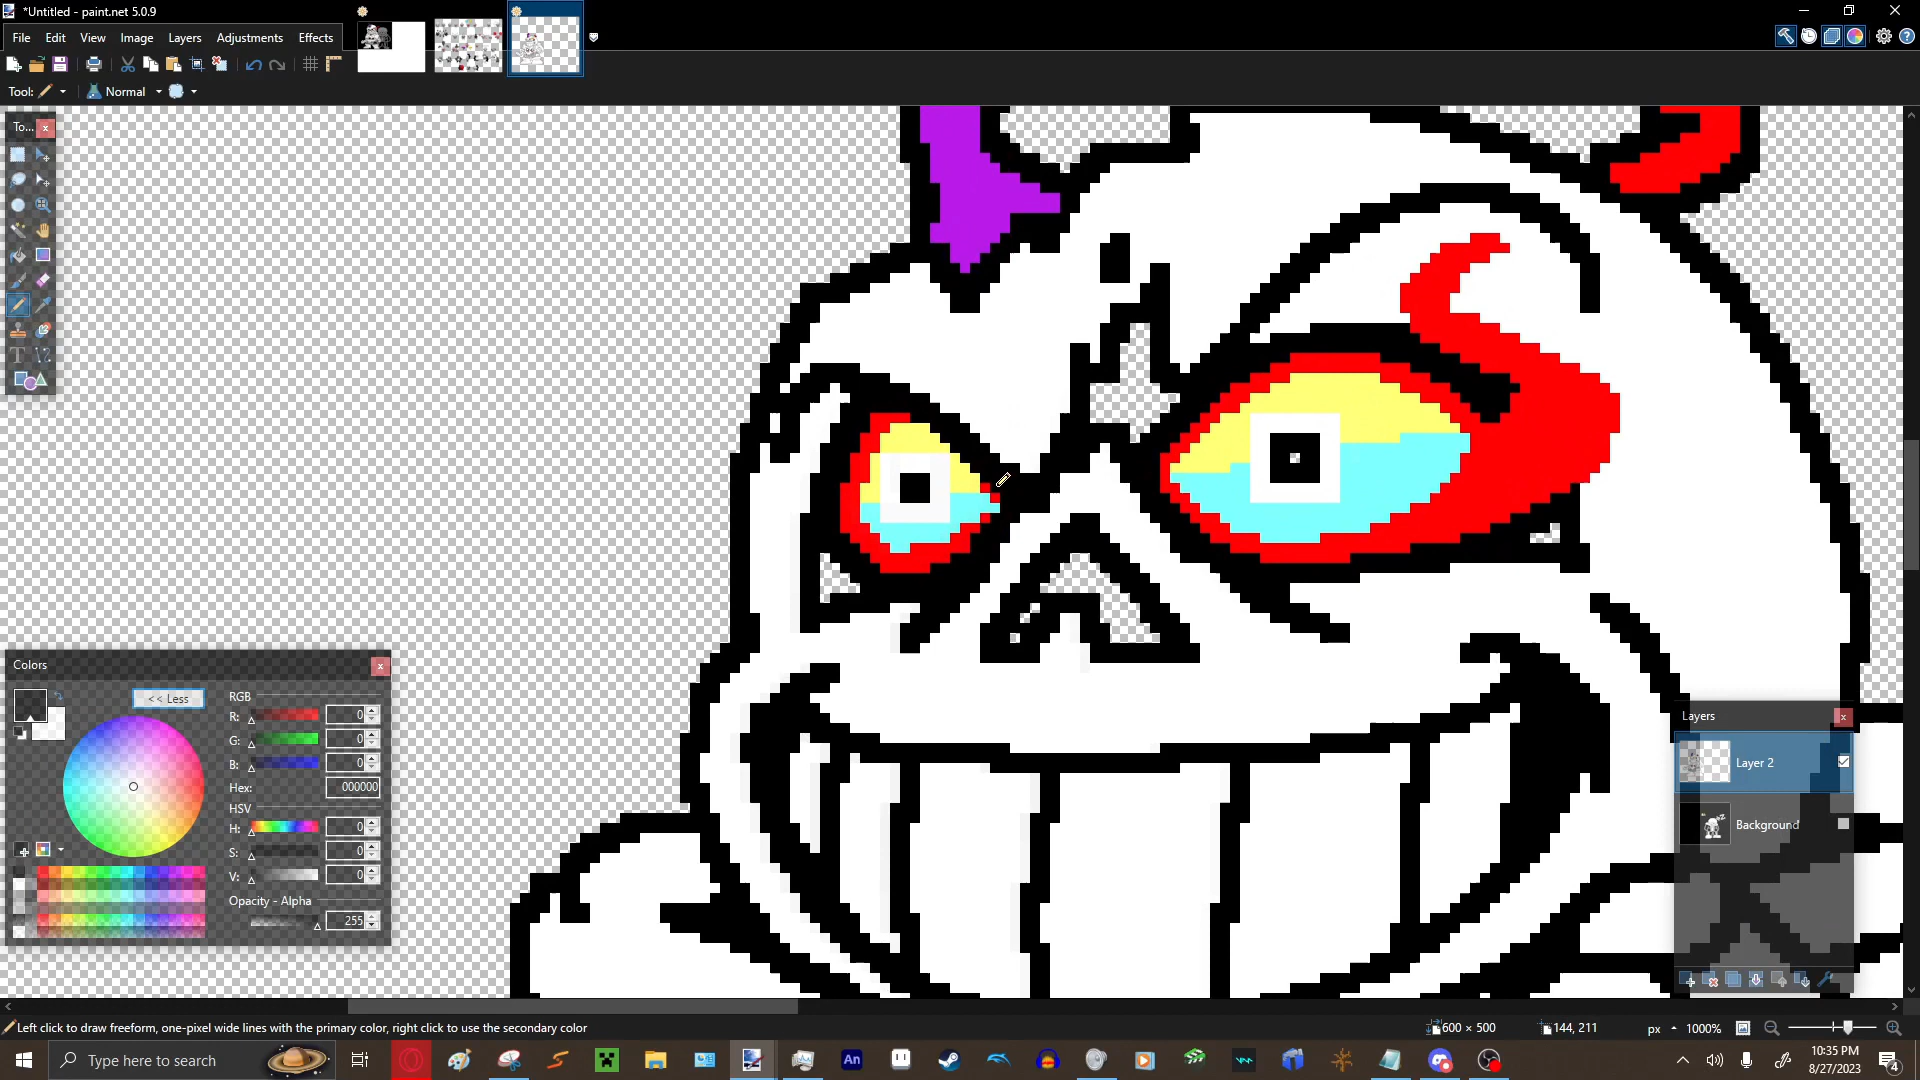 *Untitled - paint.net 5.0.9
File Edit View Image Layers Adjustments Effects
Tool: Normal
To...
Colors
<< Less
RGB
R: 0
G: 0
B: 0
Hex: 000000
HSV
H: 0
S: 0
V: 0
Opacity - Alpha
255
Layers
Layer 2
Background
Left click to draw freeform, one-pixel wide lines with the primary color, right click to use the secondary color
600 × 500
144, 211
px
1000%
Type here to search
An
10:35 PM
8/27/2023
4